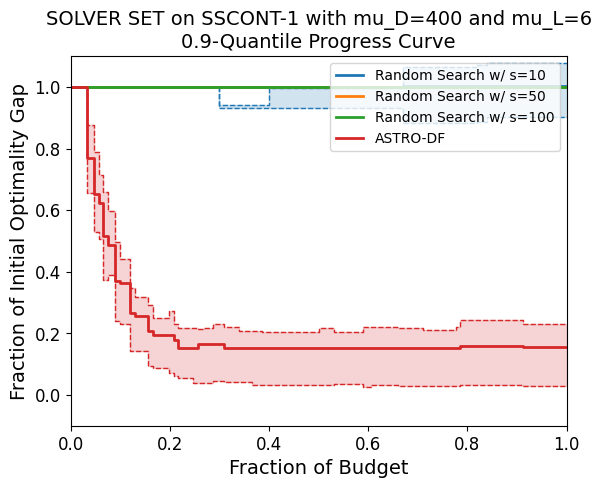 SOLVER SET on SSCONT-1 with mu_D=400 and mu_L=6
0.9-Quantile Progress Curve
Fraction of Initial Optimality Gap
1.0
0.8
0.6
0.4
0.2
0.0
Random Search w/ s=10
Random Search w/ s=50
Random Search w/ s=100
ASTRO-DF
0.0 0.2 0.4 0.6 0.8 1.0
Fraction of Budget